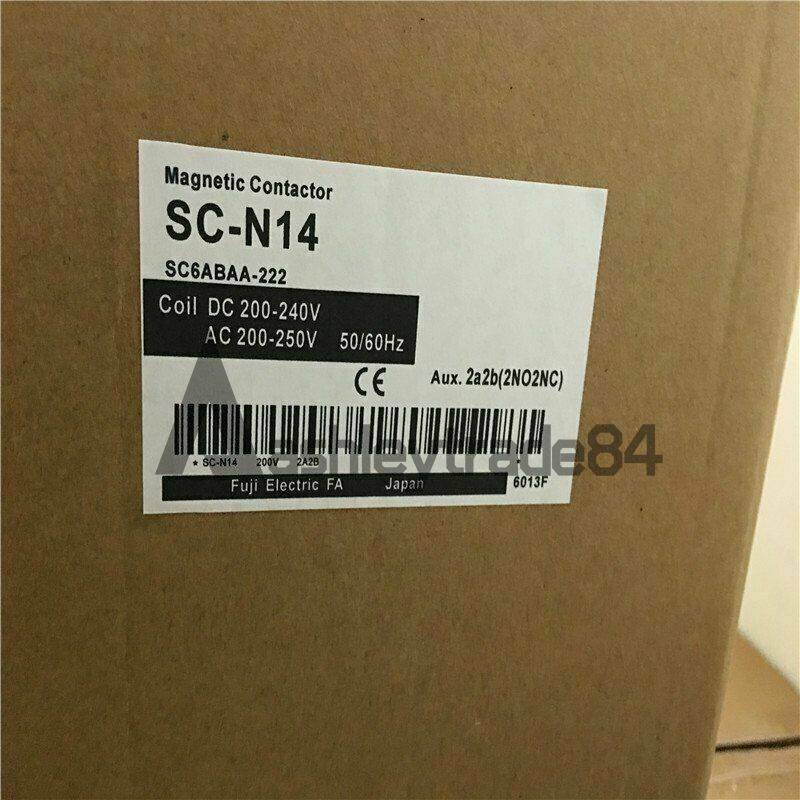 Magnetic Contactor
SC-N14
SC6ABAA-222
Coil DC 200-240V
AC 200-250V 50/60Hz
CE
Aux. 2a2b(2NO2NC)
* SC-N14 200V 2A2B *
ashleytrade84
Fuji Electric FA Japan
6013F